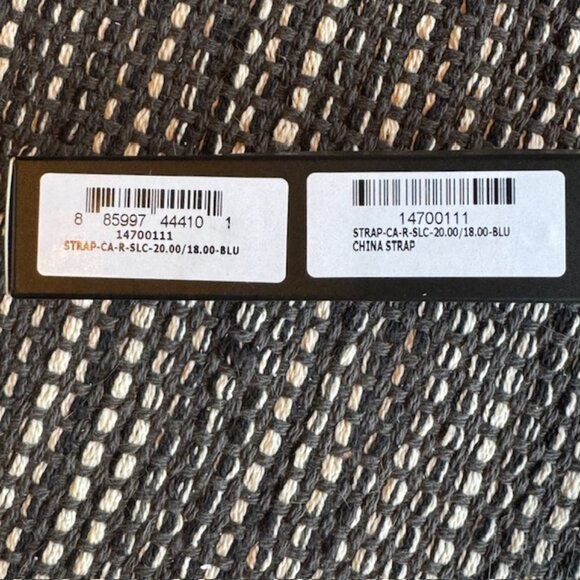 8 85997 44410 1
14700111
STRAP-CA-R-SLC-20.00/18.00-BLU
14700111
STRAP-CA-R-SLC-20.00/18.00-BLU
CHINA STRAP